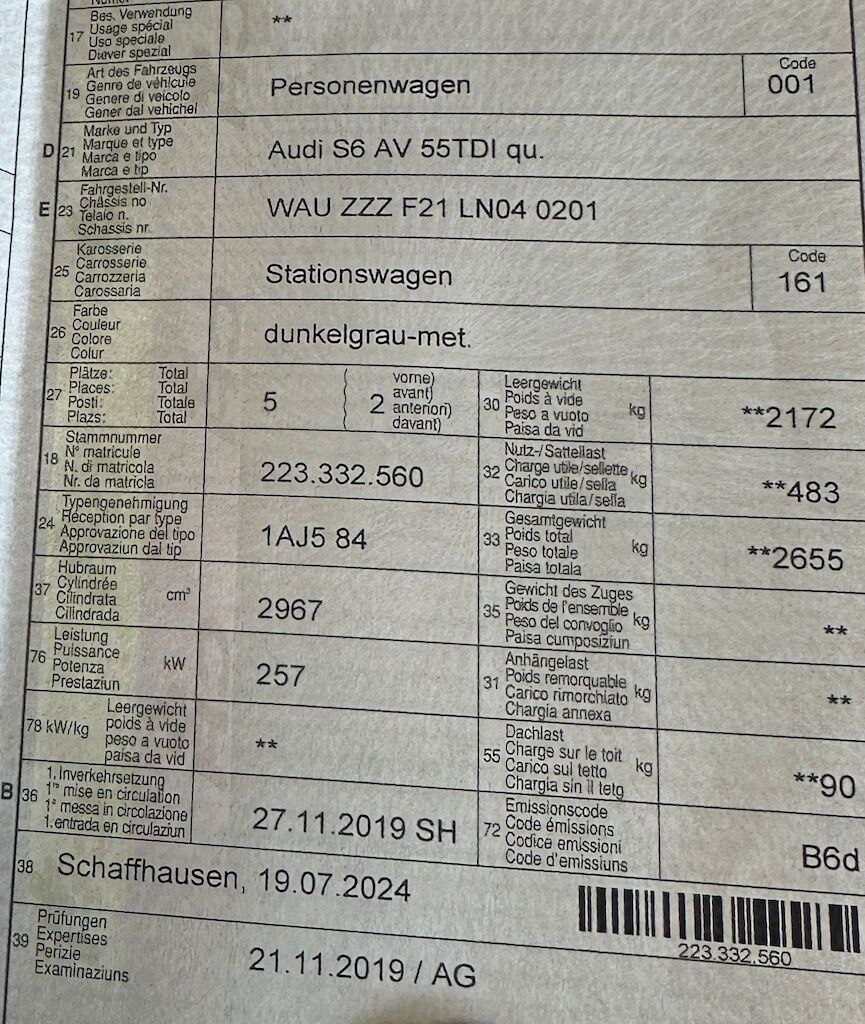 17 Bes. Verwendung
Usage spécial
Uso speciale
Diever spezial
**
19 Art des Fahrzeugs
Genre de véhicule
Genere di veicolo
Gener dal vehichel
Personenwagen
Code
001
D 21 Marke und Typ
Marque et type
Marca e tipo
Marca e tip
Audi S6 AV 55TDI qu.
E 23 Fahrgestell-Nr.
Châssis no
Telaio n.
Schassis nr.
WAU ZZZ F21 LN04 0201
25 Karosserie
Carrosserie
Carrozzeria
Carossaria
Stationswagen
Code
161
26 Farbe
Couleur
Colore
Colur
dunkelgrau-met.
27 Plätze: Total
Places: Total
Posti: Totale
Plazs: Total
5
2
vorne)
avant)
anteriori)
davant)
30 Leergewicht
Poids à vide
Peso a vuoto
Paisa da vid
kg
**2172
18 Stammnummer
N° matricule
N. di matricola
Nr. da matricla
223.332.560
32 Nutz-/Sattellast
Charge utile/sellette
Carico utile/sella
Chargia utila/sella
kg
**483
24 Typengenehmigung
Réception par type
Approvazione del tipo
Approvaziun dal tip
1AJ5 84
33 Gesamtgewicht
Poids total
Peso totale
Paisa totala
kg
**2655
37 Hubraum
Cylindrée
Cilindrata
Cilindrada
cm³
2967
35 Gewicht des Zuges
Poids de l'ensemble
Peso del convoglio
Paisa cumposiziun
kg
**
76 Leistung
Puissance
Potenza
Prestaziun
kW
257
31 Anhängelast
Poids remorquable
Carico rimorchiato
Chargia annexa
kg
**
78 kW/kg
Leergewicht
poids à vide
peso a vuoto
paisa da vid
**
55 Dachlast
Charge sur le toit
Carico sul tetto
Chargia sin il tetg
kg
**90
B 36 1. Inverkehrsetzung
1re mise en circulation
1a messa in circolazione
1. entrada en circulaziun
27.11.2019 SH
72 Emissionscode
Code émissions
Codice emissioni
Code d'emissiuns
B6d
38 Schaffhausen, 19.07.2024
223.332.560
39 Prüfungen
Expertises
Perizie
Examinaziuns
21.11.2019 / AG